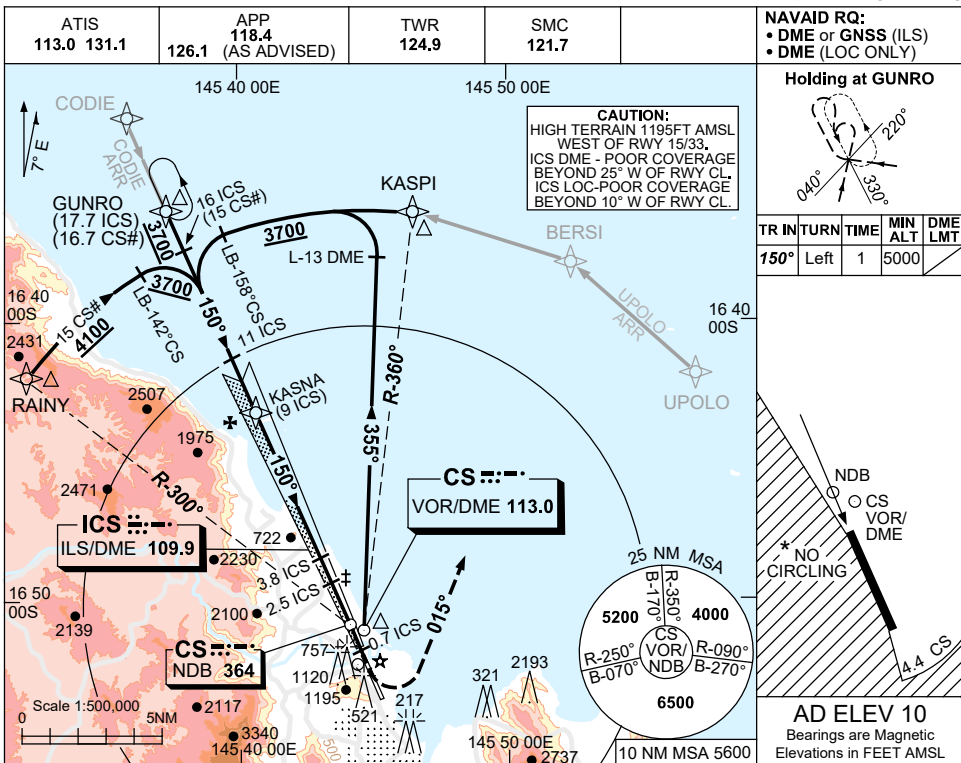 ATIS
113.0 131.1
APP
118.4
126.1 (AS ADVISED)
TWR
124.9
SMC
121.7
NAVAID RQ:
• DME or GNSS (ILS)
• DME (LOC ONLY)
145 40 00E
145 50 00E
7° E
CODIE
CODIE
ARR
CAUTION:
HIGH TERRAIN 1195FT AMSL
WEST OF RWY 15/33.
ICS DME - POOR COVERAGE
BEYOND 25° W OF RWY CL.
ICS LOC-POOR COVERAGE
BEYOND 10° W OF RWY CL.
Holding at GUNRO
220°
040°
330°
TR IN TURN TIME MIN ALT DME LMT
150° Left 1 5000
GUNRO
(17.7 ICS)
(16.7 CS#)
3700
16 ICS
(15 CS#)
KASPI
3700
L-13 DME
BERSI
UPOLO
ARR
UPOLO
3700
LB-158°CS
LB-142°CS
15 CS#
4100
16 40
00S
16 40
00S
2431
RAINY
150°
11 ICS
R-360°
2507
KASNA
(9 ICS)
1975
355°
R-300°
2471
150°
CS
VOR/DME 113.0
ICS
ILS/DME 109.9
722
2230
3.8 ICS
2.5 ICS
16 50
00S
2139
2100
CS
NDB 364
757
0.7 ICS
015°
1120
1195
521
217
321
2193
2117
3340
2737
500
Scale 1:500,000
0 5NM
145 40 00E
145 50 00E
25 NM MSA
5200
R-350°
B-170°
4000
CS
VOR/
NDB
R-250°
B-070°
R-090°
B-270°
6500
10 NM MSA 5600
NDB
CS
VOR/
DME
* NO
CIRCLING
4.4 CS
AD ELEV 10
Bearings are Magnetic
Elevations in FEET AMSL